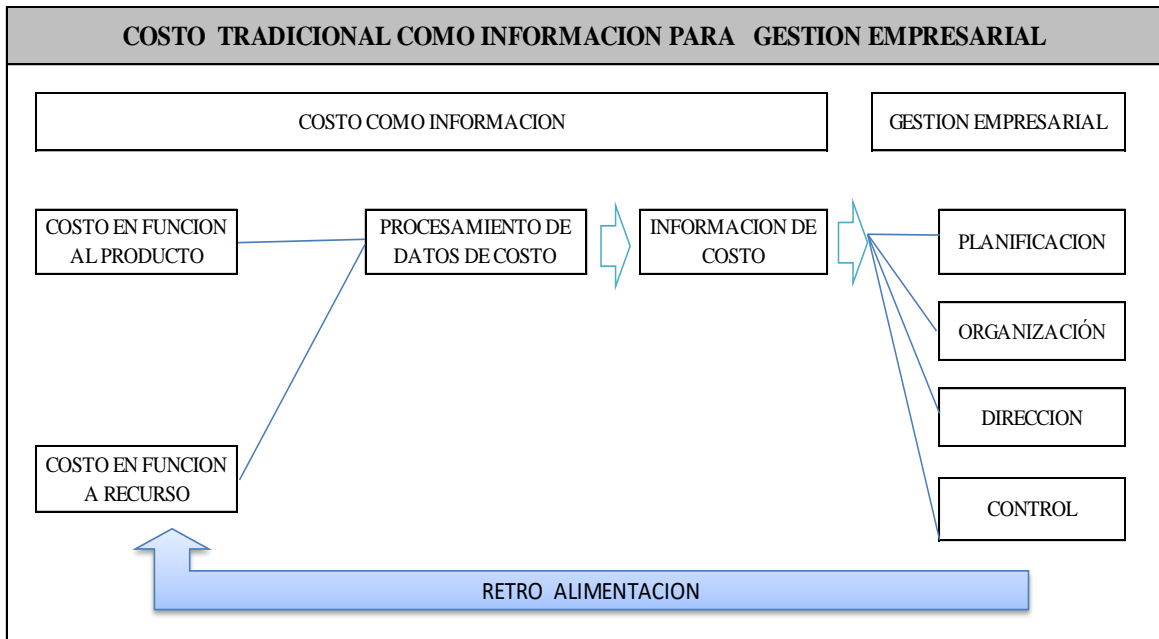 COSTO TRADICIONAL COMO INFORMACION PARA GESTION EMPRESARIAL
COSTO COMO INFORMACION
GESTION EMPRESARIAL
COSTO EN FUNCION
AL PRODUCTO
PROCESAMIENTO DE
DATOS DE COSTO
INFORMACION DE
COSTO
PLANIFICACION
ORGANIZACIÓN
DIRECCION
COSTO EN FUNCION
A RECURSO
CONTROL
RETRO ALIMENTACION